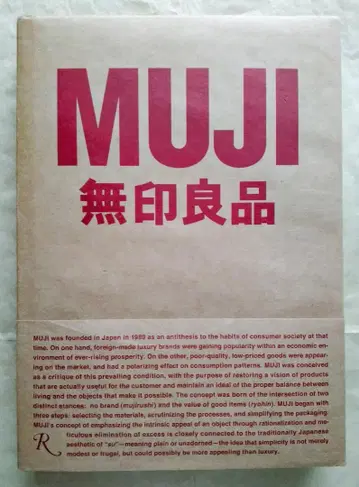 MUJI
無印良品
MUJI was founded in Japan in 1980 as an antithesis to the habits of consumer society at that
time. On one hand, foreign-made luxury brands were gaining popularity within an economic en-
vironment of ever-rising prosperity. On the other, poor-quality, low-priced goods were appear-
ing on the market, and had a polarizing effect on consumption patterns. MUJI was conceived
as a critique of this prevailing condition, with the purpose of restoring a vision of products
that are actually useful for the customer and maintain an ideal of the proper balance between
living and the objects that make it possible. The concept was born of the intersection of two
distinct stances: no brand (mujirushi) and the value of good items (ryohin). MUJI began with
three steps: selecting the materials, scrutinizing the processes, and simplifying the packaging.
MUJI's concept of emphasizing the intrinsic appeal of an object through rationalization and me-
ticulous elimination of excess is closely connected to the traditionally Japanese
aesthetic of "su"—meaning plain or unadorned—the idea that simplicity is not merely
modest or frugal, but could possibly be more appealing than luxury.
R